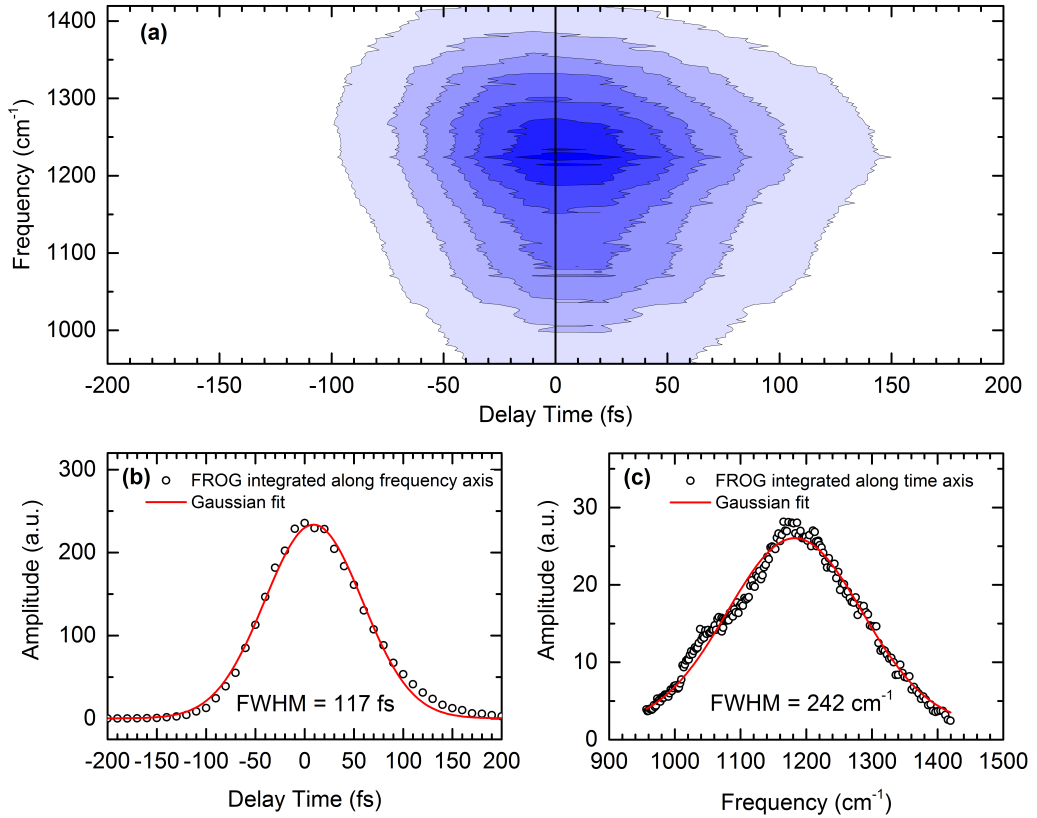 (a)
Frequency (cm⁻¹)
1400
1300
1200
1100
1000
-200 -150 -100 -50 0 50 100 150 200
Delay Time (fs)
(b)
FROG integrated along frequency axis
Gaussian fit
Amplitude (a.u.)
300
200
100
0
FWHM = 117 fs
-200 -150 -100 -50 0 50 100 150 200
Delay Time (fs)
(c)
FROG integrated along time axis
Gaussian fit
Amplitude (a.u.)
30
20
10
0
FWHM = 242 cm⁻¹
900 1000 1100 1200 1300 1400 1500
Frequency (cm⁻¹)